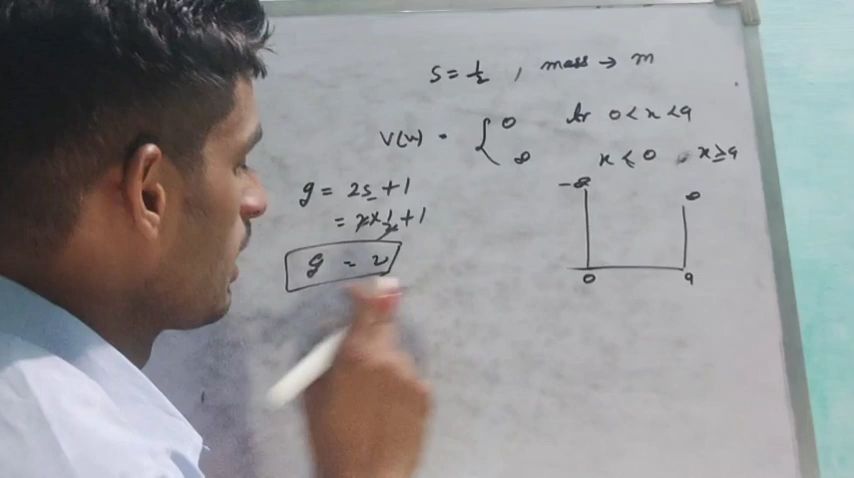 S = 1/2 , mass → m
V(x) = { 0 for 0 < x < a
∞ x ≤ 0 , x ≥ a
g = 2s + 1
= 2 × 1/2 + 1
g = 2
-∞ ∞
0 a